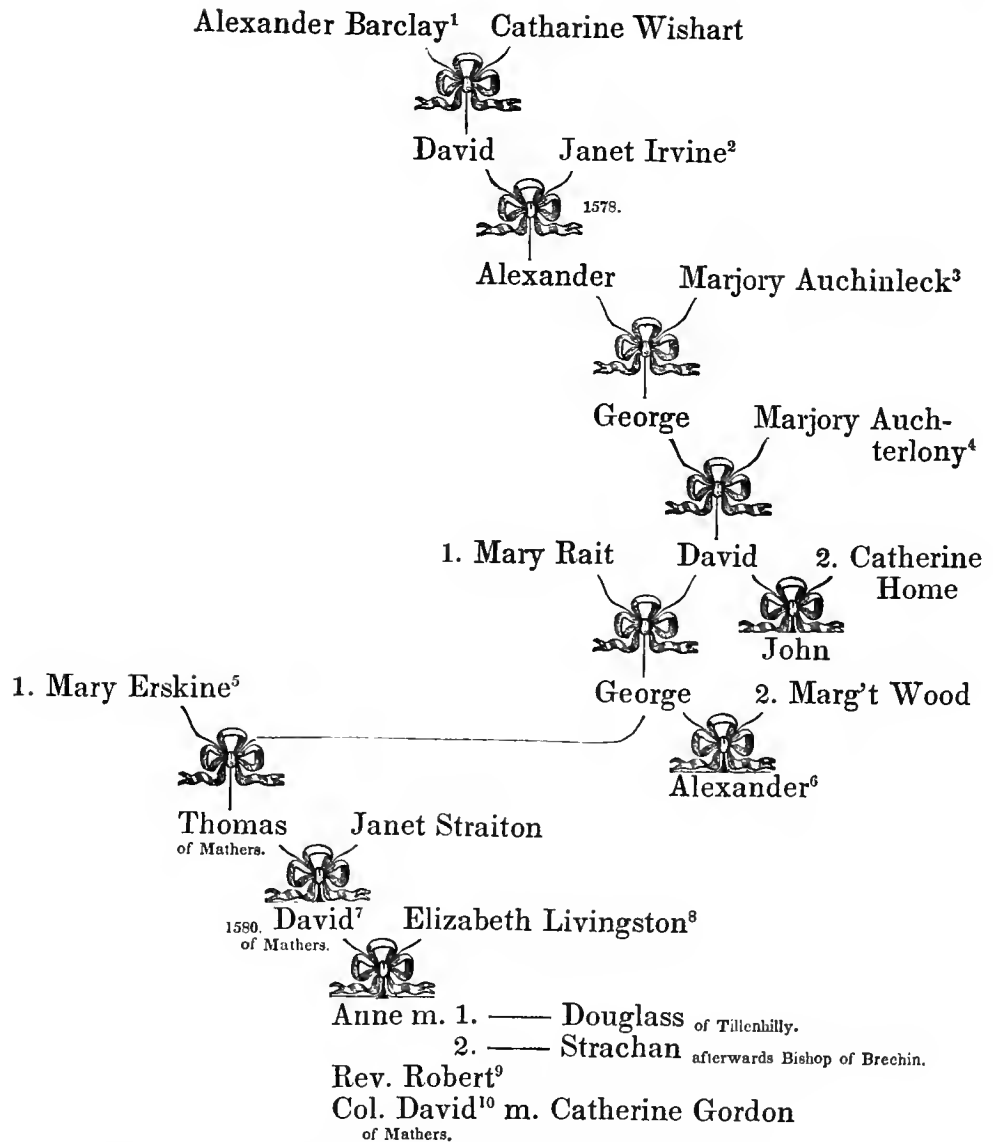 Alexander Barclay¹ Catharine Wishart
David Janet Irvine²
1578.
Alexander Marjory Auchinleck³
George Marjory Auch-
terlony⁴
1. Mary Rait David 2. Catherine
Home
John
1. Mary Erskine⁵ George 2. Marg't Wood
Alexander⁶
Thomas Janet Straiton
of Mathers.
1580. David⁷ Elizabeth Livingston⁸
of Mathers.
Anne m. 1. —— Douglass of Tillenhilly.
2. —— Strachan afterwards Bishop of Brechin.
Rev. Robert⁹
Col. David¹⁰ m. Catherine Gordon
of Mathers.